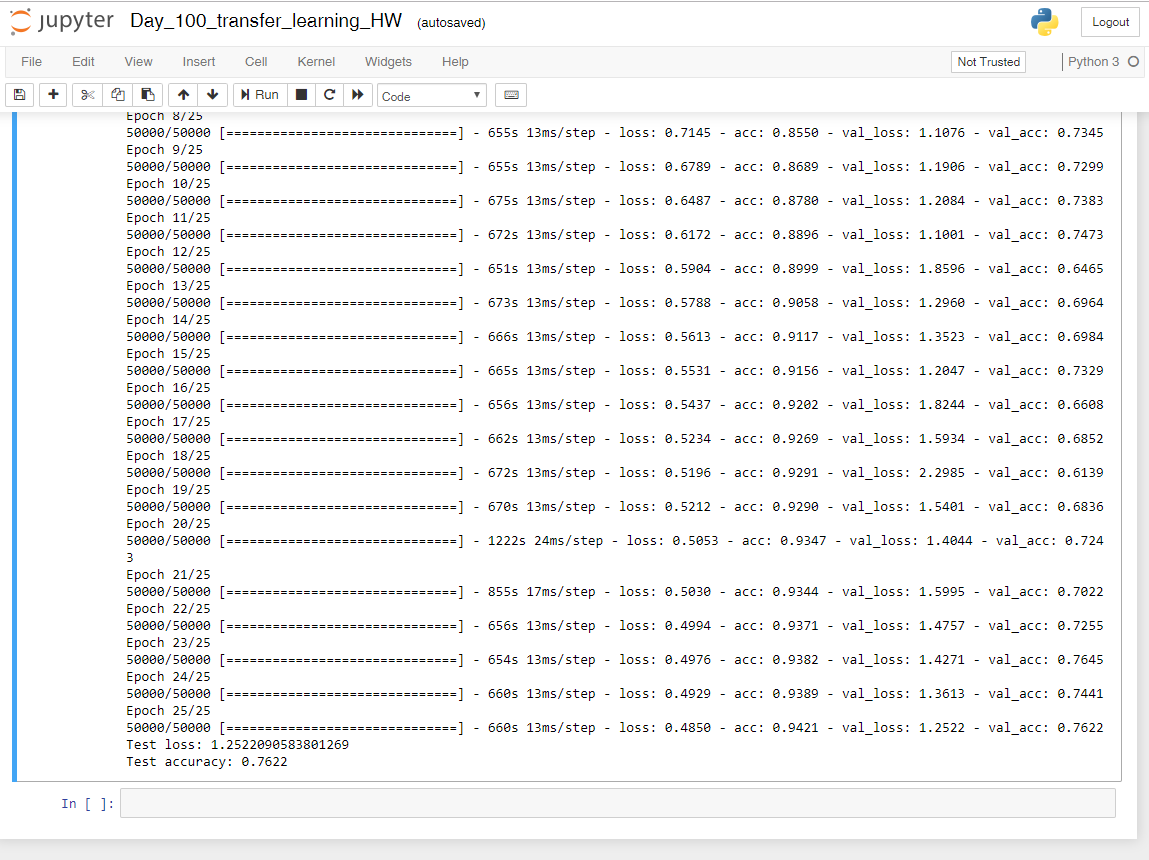 jupyter Day_100_transfer_learning_HW (autosaved) Logout
File Edit View Insert Cell Kernel Widgets Help Not Trusted Python 3
Run Code
Epoch 8/25
50000/50000 [==============================] - 655s 13ms/step - loss: 0.7145 - acc: 0.8550 - val_loss: 1.1076 - val_acc: 0.7345
Epoch 9/25
50000/50000 [==============================] - 655s 13ms/step - loss: 0.6789 - acc: 0.8689 - val_loss: 1.1906 - val_acc: 0.7299
Epoch 10/25
50000/50000 [==============================] - 675s 13ms/step - loss: 0.6487 - acc: 0.8780 - val_loss: 1.2084 - val_acc: 0.7383
Epoch 11/25
50000/50000 [==============================] - 672s 13ms/step - loss: 0.6172 - acc: 0.8896 - val_loss: 1.1001 - val_acc: 0.7473
Epoch 12/25
50000/50000 [==============================] - 651s 13ms/step - loss: 0.5904 - acc: 0.8999 - val_loss: 1.8596 - val_acc: 0.6465
Epoch 13/25
50000/50000 [==============================] - 673s 13ms/step - loss: 0.5788 - acc: 0.9058 - val_loss: 1.2960 - val_acc: 0.6964
Epoch 14/25
50000/50000 [==============================] - 666s 13ms/step - loss: 0.5613 - acc: 0.9117 - val_loss: 1.3523 - val_acc: 0.6984
Epoch 15/25
50000/50000 [==============================] - 665s 13ms/step - loss: 0.5531 - acc: 0.9156 - val_loss: 1.2047 - val_acc: 0.7329
Epoch 16/25
50000/50000 [==============================] - 656s 13ms/step - loss: 0.5437 - acc: 0.9202 - val_loss: 1.8244 - val_acc: 0.6608
Epoch 17/25
50000/50000 [==============================] - 662s 13ms/step - loss: 0.5234 - acc: 0.9269 - val_loss: 1.5934 - val_acc: 0.6852
Epoch 18/25
50000/50000 [==============================] - 672s 13ms/step - loss: 0.5196 - acc: 0.9291 - val_loss: 2.2985 - val_acc: 0.6139
Epoch 19/25
50000/50000 [==============================] - 670s 13ms/step - loss: 0.5212 - acc: 0.9290 - val_loss: 1.5401 - val_acc: 0.6836
Epoch 20/25
50000/50000 [==============================] - 1222s 24ms/step - loss: 0.5053 - acc: 0.9347 - val_loss: 1.4044 - val_acc: 0.724
3
Epoch 21/25
50000/50000 [==============================] - 855s 17ms/step - loss: 0.5030 - acc: 0.9344 - val_loss: 1.5995 - val_acc: 0.7022
Epoch 22/25
50000/50000 [==============================] - 656s 13ms/step - loss: 0.4994 - acc: 0.9371 - val_loss: 1.4757 - val_acc: 0.7255
Epoch 23/25
50000/50000 [==============================] - 654s 13ms/step - loss: 0.4976 - acc: 0.9382 - val_loss: 1.4271 - val_acc: 0.7645
Epoch 24/25
50000/50000 [==============================] - 660s 13ms/step - loss: 0.4929 - acc: 0.9389 - val_loss: 1.3613 - val_acc: 0.7441
Epoch 25/25
50000/50000 [==============================] - 660s 13ms/step - loss: 0.4850 - acc: 0.9421 - val_loss: 1.2522 - val_acc: 0.7622
Test loss: 1.2522090583801269
Test accuracy: 0.7622
In [ ]: